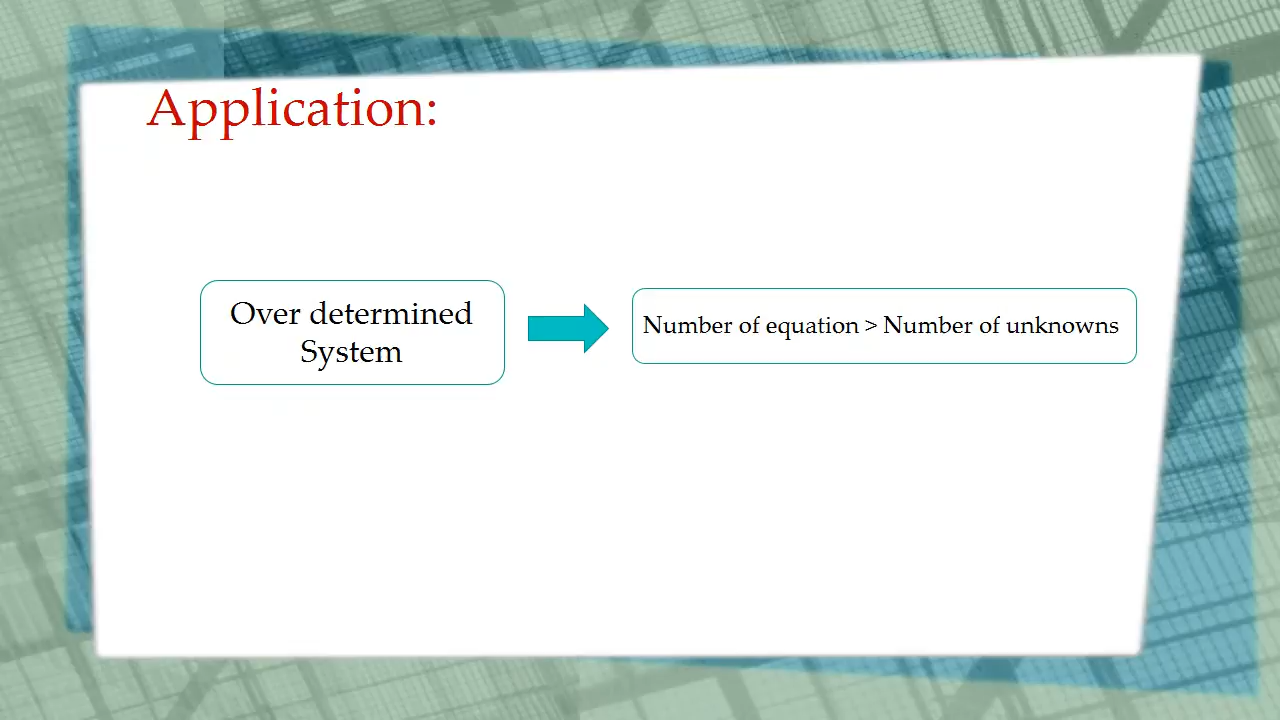 Application:
Over determined
System
Number of equation > Number of unknowns